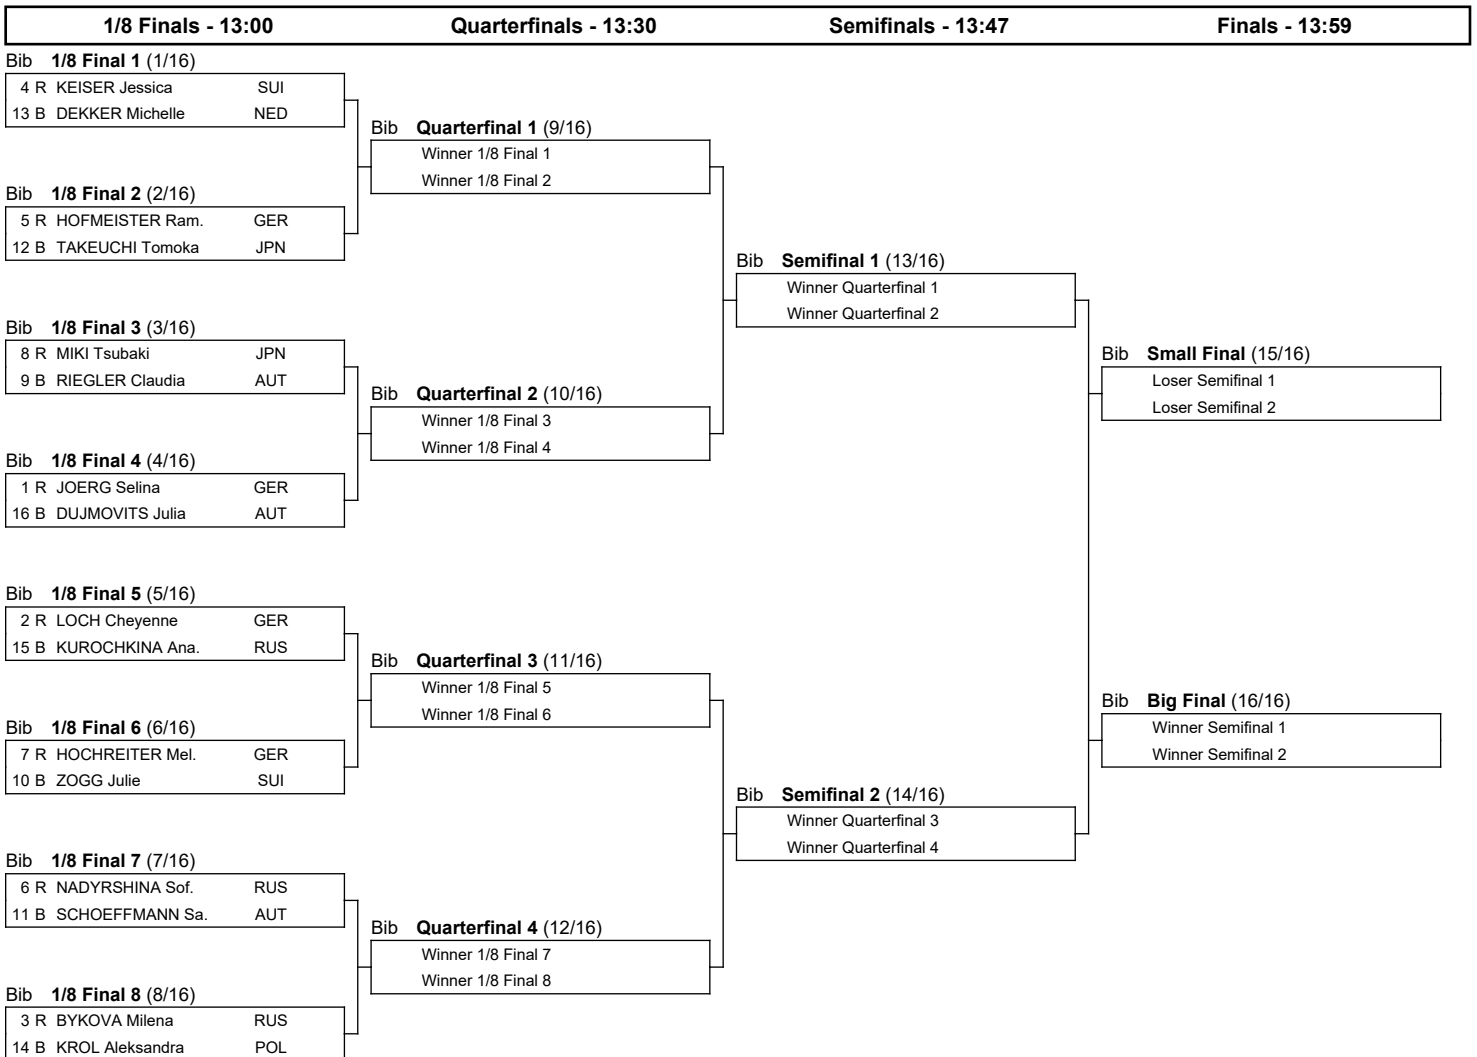 1/8 Finals - 13:00 Quarterfinals - 13:30 Semifinals - 13:47 Finals - 13:59
Bib 1/8 Final 1 (1/16)
4 R KEISER Jessica SUI
13 B DEKKER Michelle NED
Bib 1/8 Final 2 (2/16)
5 R HOFMEISTER Ram. GER
12 B TAKEUCHI Tomoka JPN
Bib 1/8 Final 3 (3/16)
8 R MIKI Tsubaki JPN
9 B RIEGLER Claudia AUT
Bib 1/8 Final 4 (4/16)
1 R JOERG Selina GER
16 B DUJMOVITS Julia AUT
Bib 1/8 Final 5 (5/16)
2 R LOCH Cheyenne GER
15 B KUROCHKINA Ana. RUS
Bib 1/8 Final 6 (6/16)
7 R HOCHREITER Mel. GER
10 B ZOGG Julie SUI
Bib 1/8 Final 7 (7/16)
6 R NADYRSHINA Sof. RUS
11 B SCHOEFFMANN Sa. AUT
Bib 1/8 Final 8 (8/16)
3 R BYKOVA Milena RUS
14 B KROL Aleksandra POL
Bib Quarterfinal 1 (9/16)
Winner 1/8 Final 1
Winner 1/8 Final 2
Bib Quarterfinal 2 (10/16)
Winner 1/8 Final 3
Winner 1/8 Final 4
Bib Quarterfinal 3 (11/16)
Winner 1/8 Final 5
Winner 1/8 Final 6
Bib Quarterfinal 4 (12/16)
Winner 1/8 Final 7
Winner 1/8 Final 8
Bib Semifinal 1 (13/16)
Winner Quarterfinal 1
Winner Quarterfinal 2
Bib Semifinal 2 (14/16)
Winner Quarterfinal 3
Winner Quarterfinal 4
Bib Small Final (15/16)
Loser Semifinal 1
Loser Semifinal 2
Bib Big Final (16/16)
Winner Semifinal 1
Winner Semifinal 2